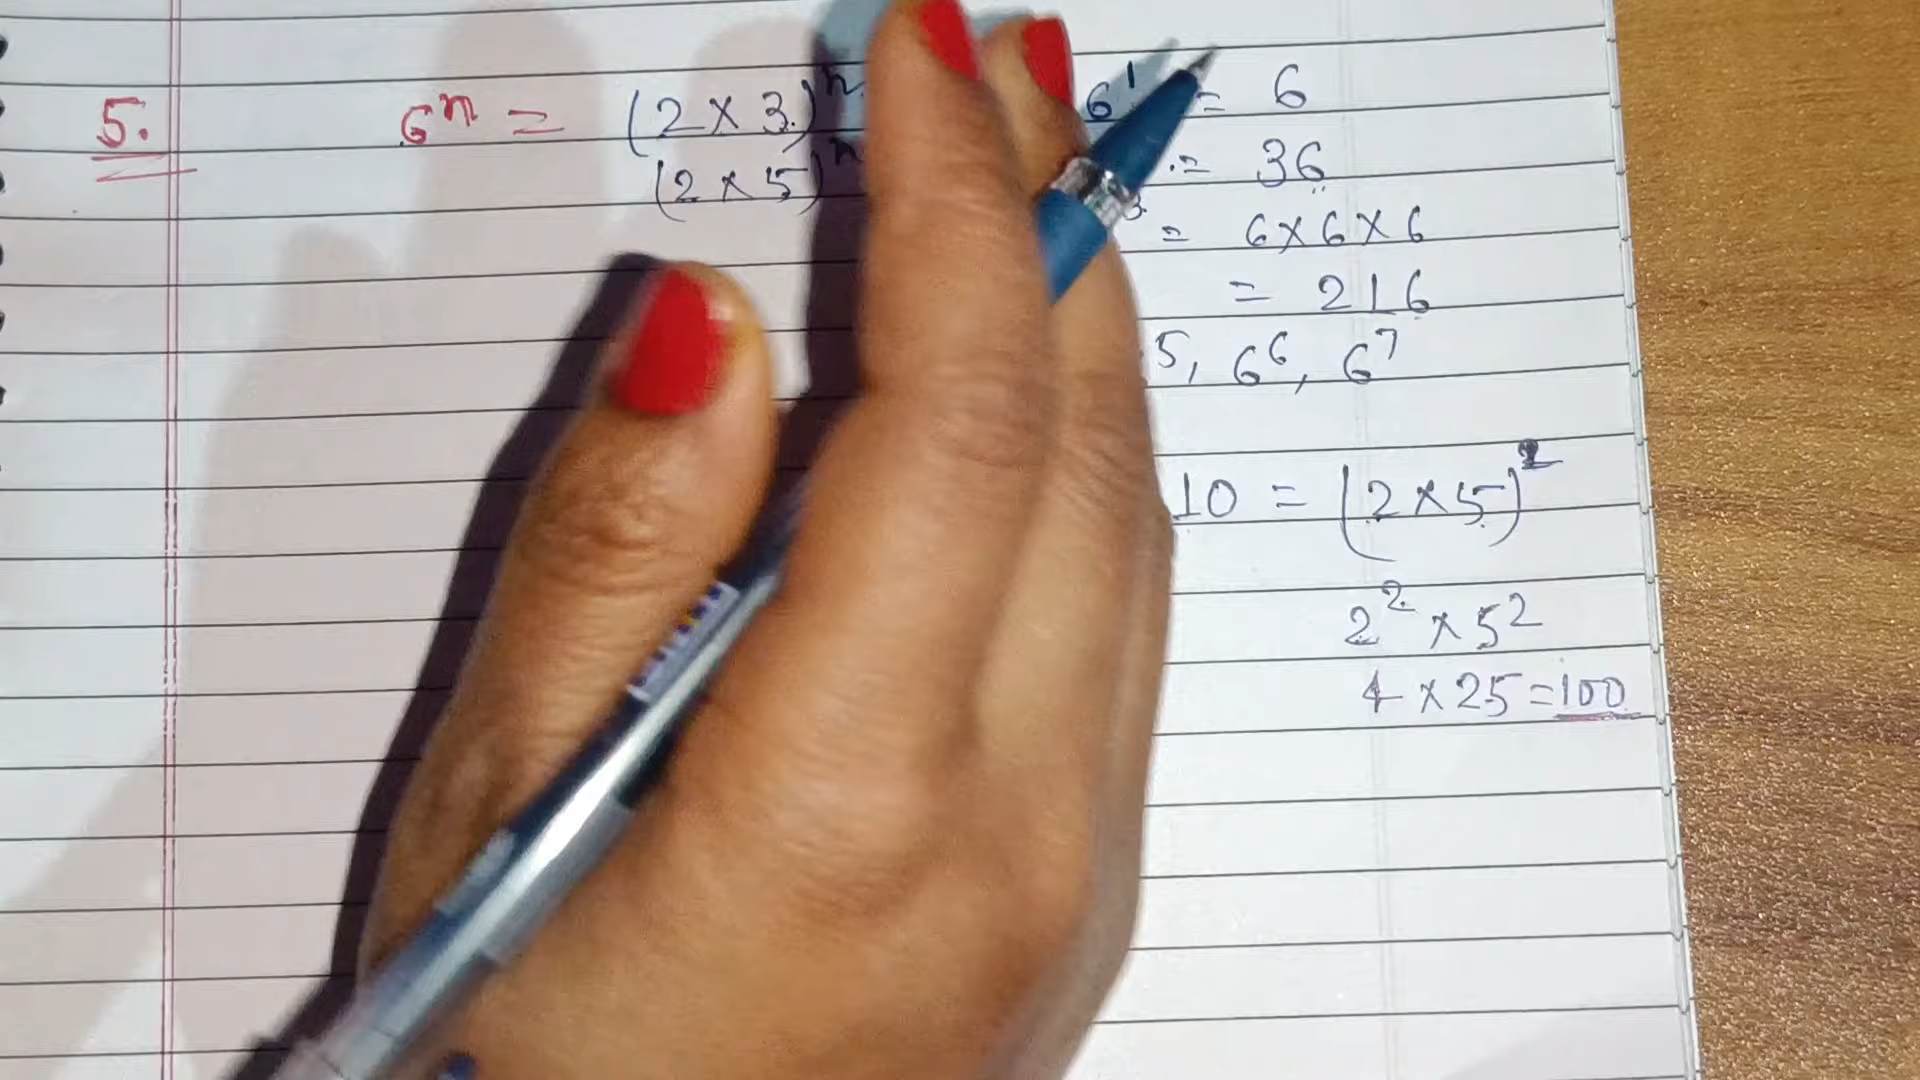 5. 6ⁿ = (2 × 3)ⁿ 6¹ = 6
(2 × 5)ⁿ = 36
3 = 6×6×6
= 216
5, 6⁶, 6⁷
10 = (2×5)²
2² × 5²
4 × 25 = 100